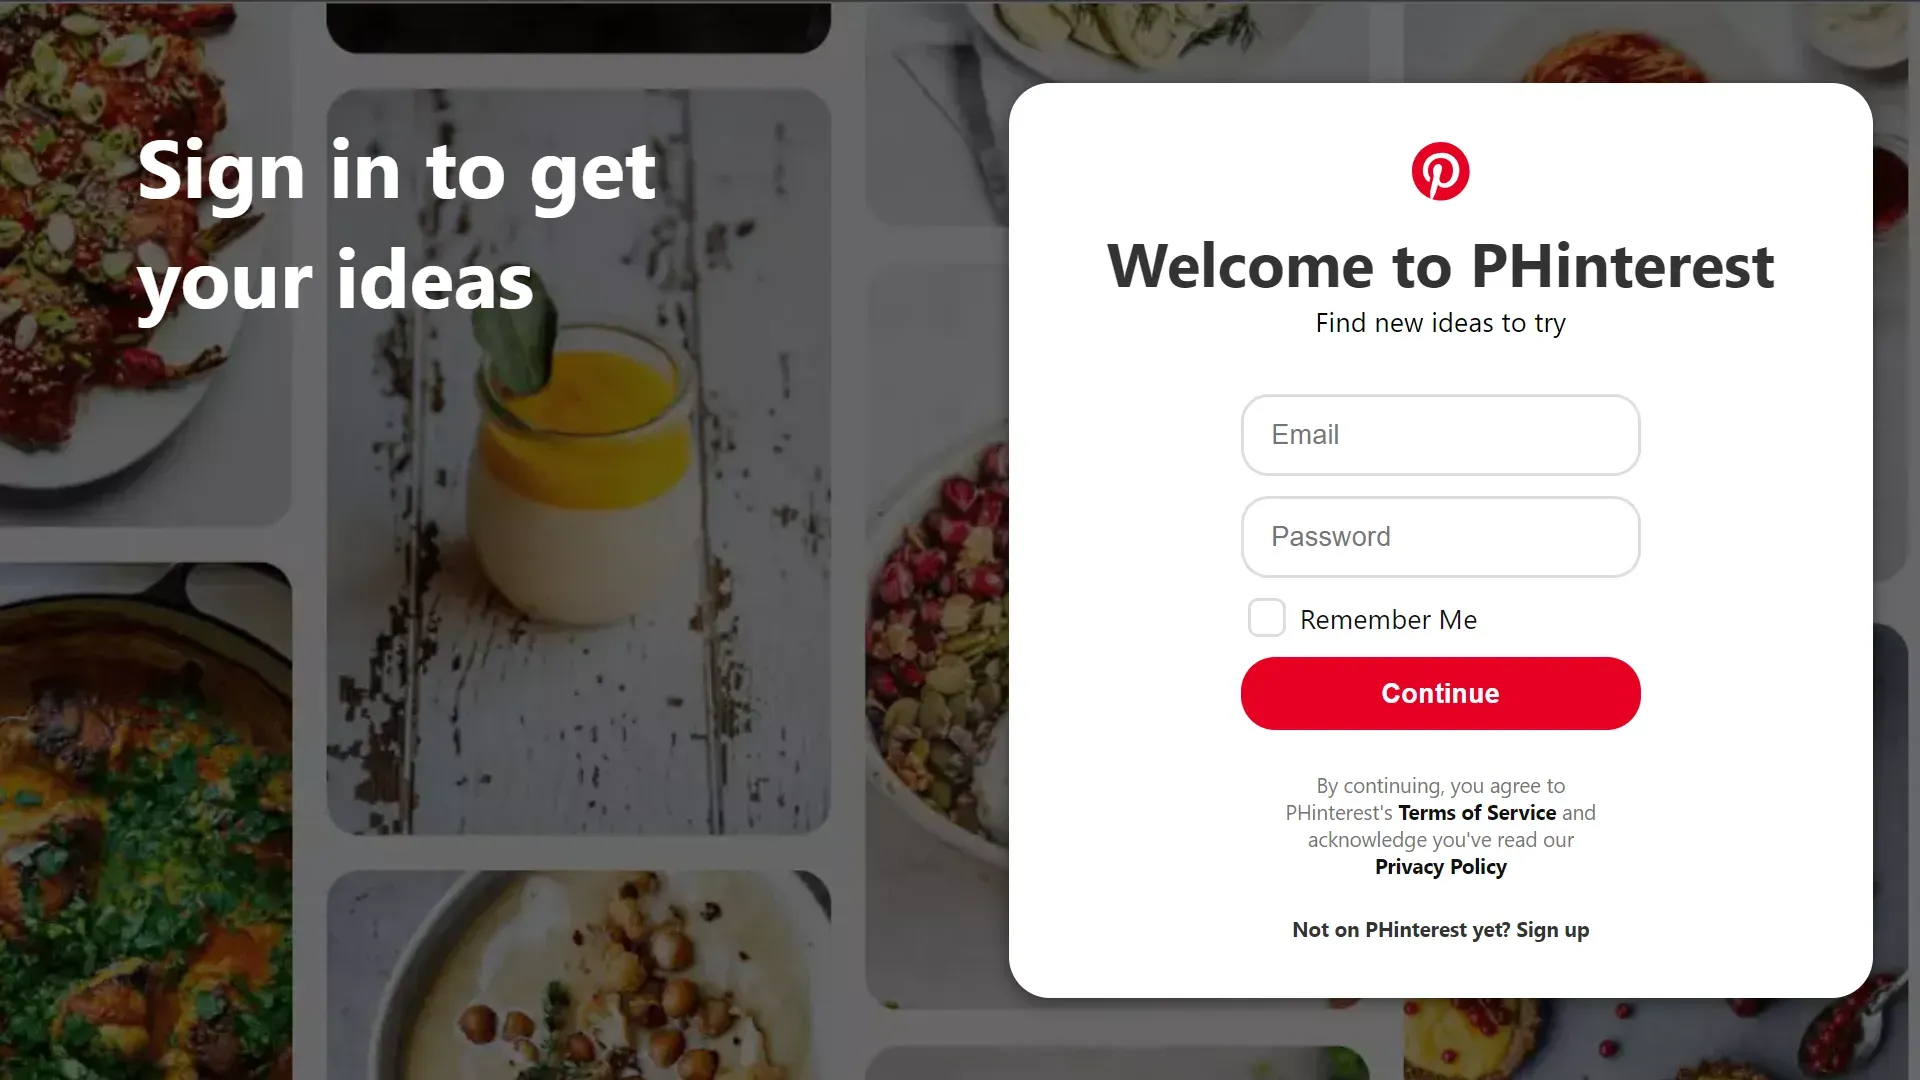 Sign in to get
your ideas
Welcome to PHinterest
Find new ideas to try
Email
Password
Remember Me
Continue
By continuing, you agree to
PHinterest's Terms of Service and
acknowledge you've read our
Privacy Policy
Not on PHinterest yet? Sign up